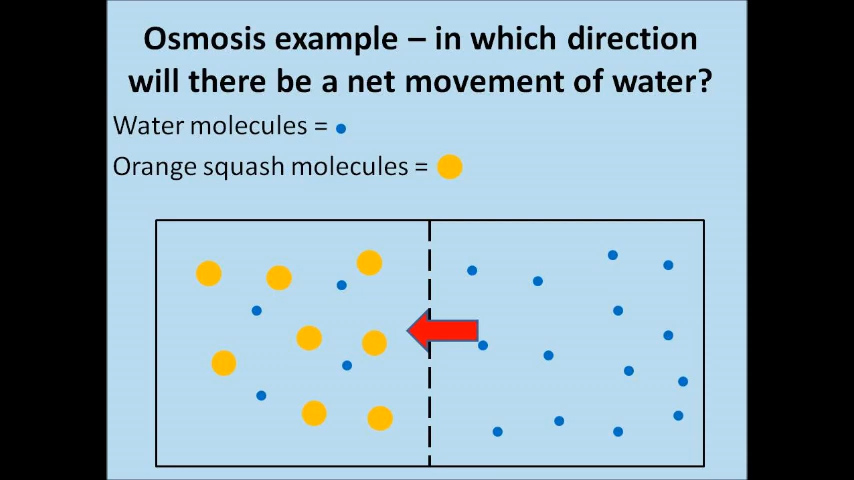 Osmosis example – in which direction
will there be a net movement of water?
Water molecules =
Orange squash molecules =